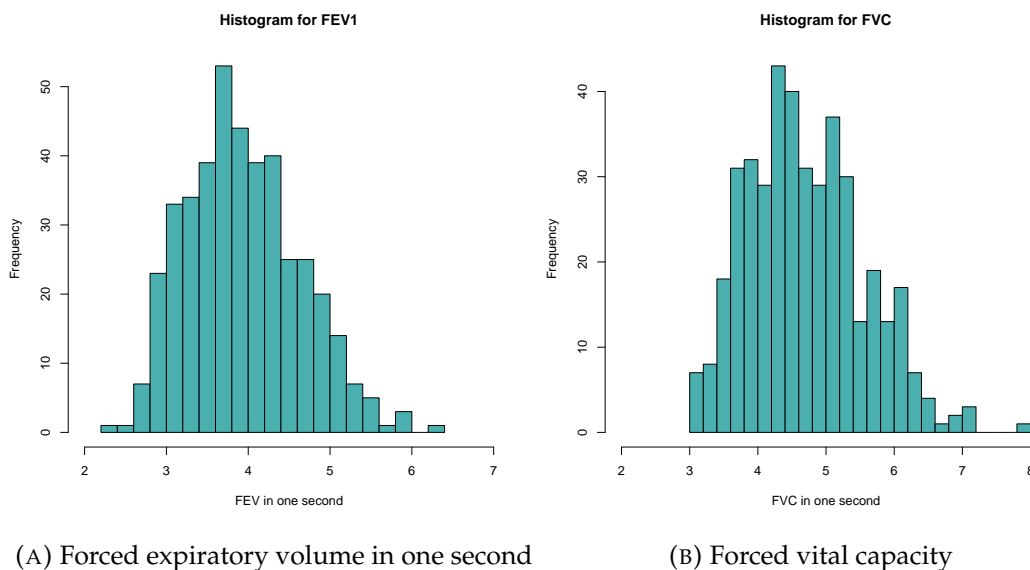 Histogram for FEV1
Frequency
50
40
30
20
10
0
2 3 4 5 6 7
FEV in one second
(A) Forced expiratory volume in one second
Histogram for FVC
Frequency
40
30
20
10
0
2 3 4 5 6 7 8
FVC in one second
(B) Forced vital capacity